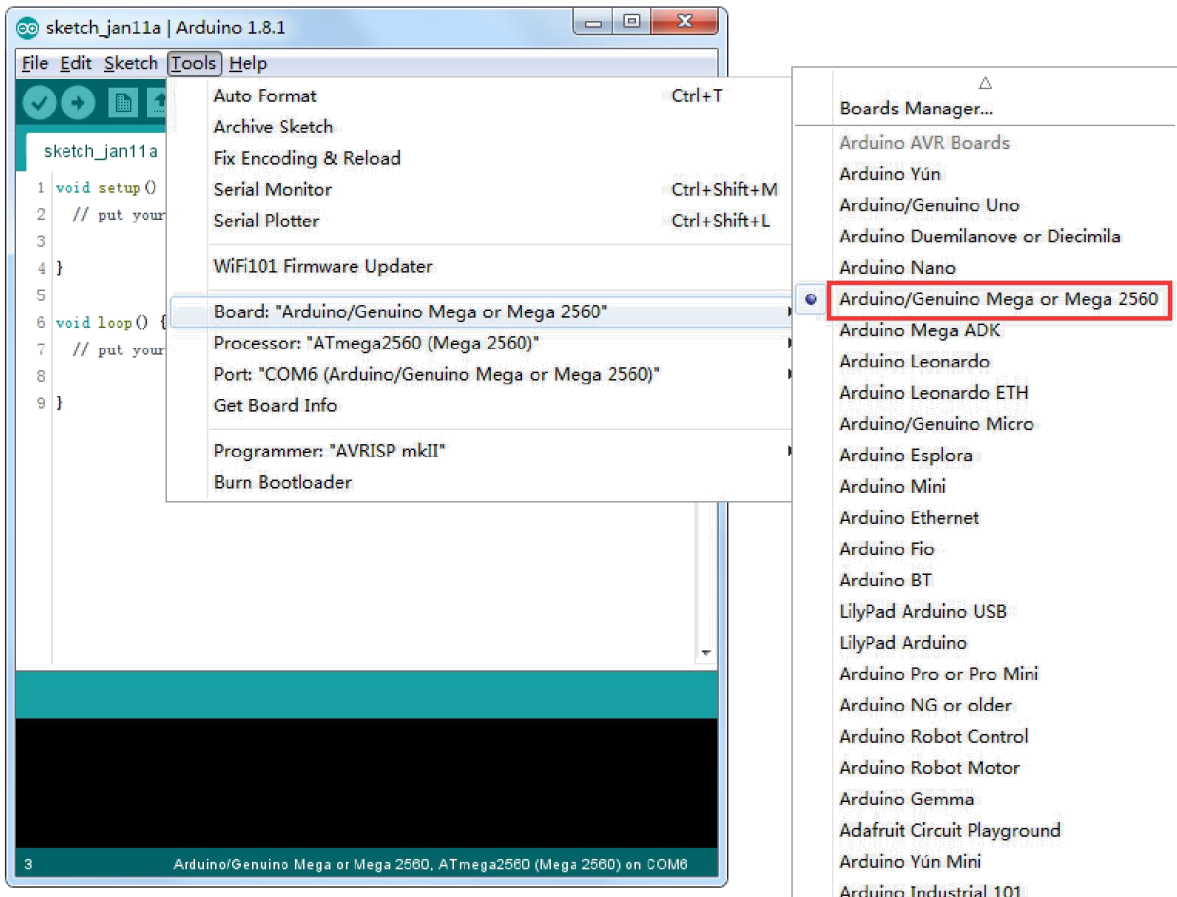 sketch_jan11a | Arduino 1.8.1
File Edit Sketch Tools Help
sketch_jan11a
1 void setup()
2 // put your
3
4 }
5
6 void loop() {
7 // put your
8
9 }
Auto Format Ctrl+T
Archive Sketch
Fix Encoding & Reload
Serial Monitor Ctrl+Shift+M
Serial Plotter Ctrl+Shift+L
WiFi101 Firmware Updater
Board: "Arduino/Genuino Mega or Mega 2560"
Processor: "ATmega2560 (Mega 2560)"
Port: "COM6 (Arduino/Genuino Mega or Mega 2560)"
Get Board Info
Programmer: "AVRISP mkII"
Burn Bootloader
Boards Manager...
Arduino AVR Boards
Arduino Yún
Arduino/Genuino Uno
Arduino Duemilanove or Diecimila
Arduino Nano
Arduino/Genuino Mega or Mega 2560
Arduino Mega ADK
Arduino Leonardo
Arduino Leonardo ETH
Arduino/Genuino Micro
Arduino Esplora
Arduino Mini
Arduino Ethernet
Arduino Fio
Arduino BT
LilyPad Arduino USB
LilyPad Arduino
Arduino Pro or Pro Mini
Arduino NG or older
Arduino Robot Control
Arduino Robot Motor
Arduino Gemma
Adafruit Circuit Playground
Arduino Yún Mini
Arduino Industrial 101
3 Arduino/Genuino Mega or Mega 2560, ATmega2560 (Mega 2560) on COM6